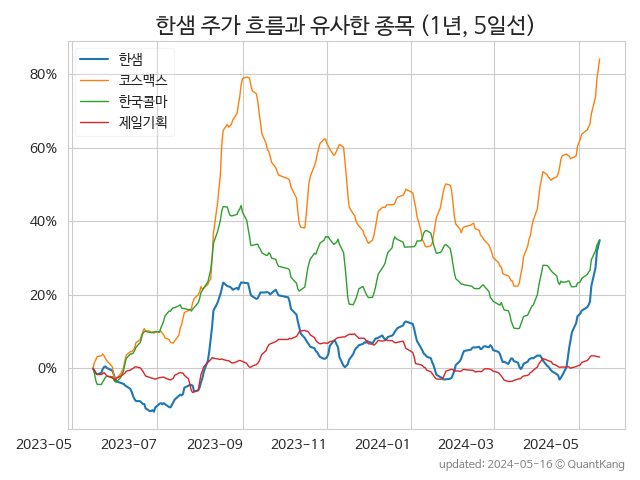 한샘 주가 흐름과 유사한 종목 (1년, 5일선)
한샘
코스맥스
한국콜마
제일기획
80%
60%
40%
20%
0%
2023-05 2023-07 2023-09 2023-11 2024-01 2024-03 2024-05
updated: 2024-05-16 © QuantKang